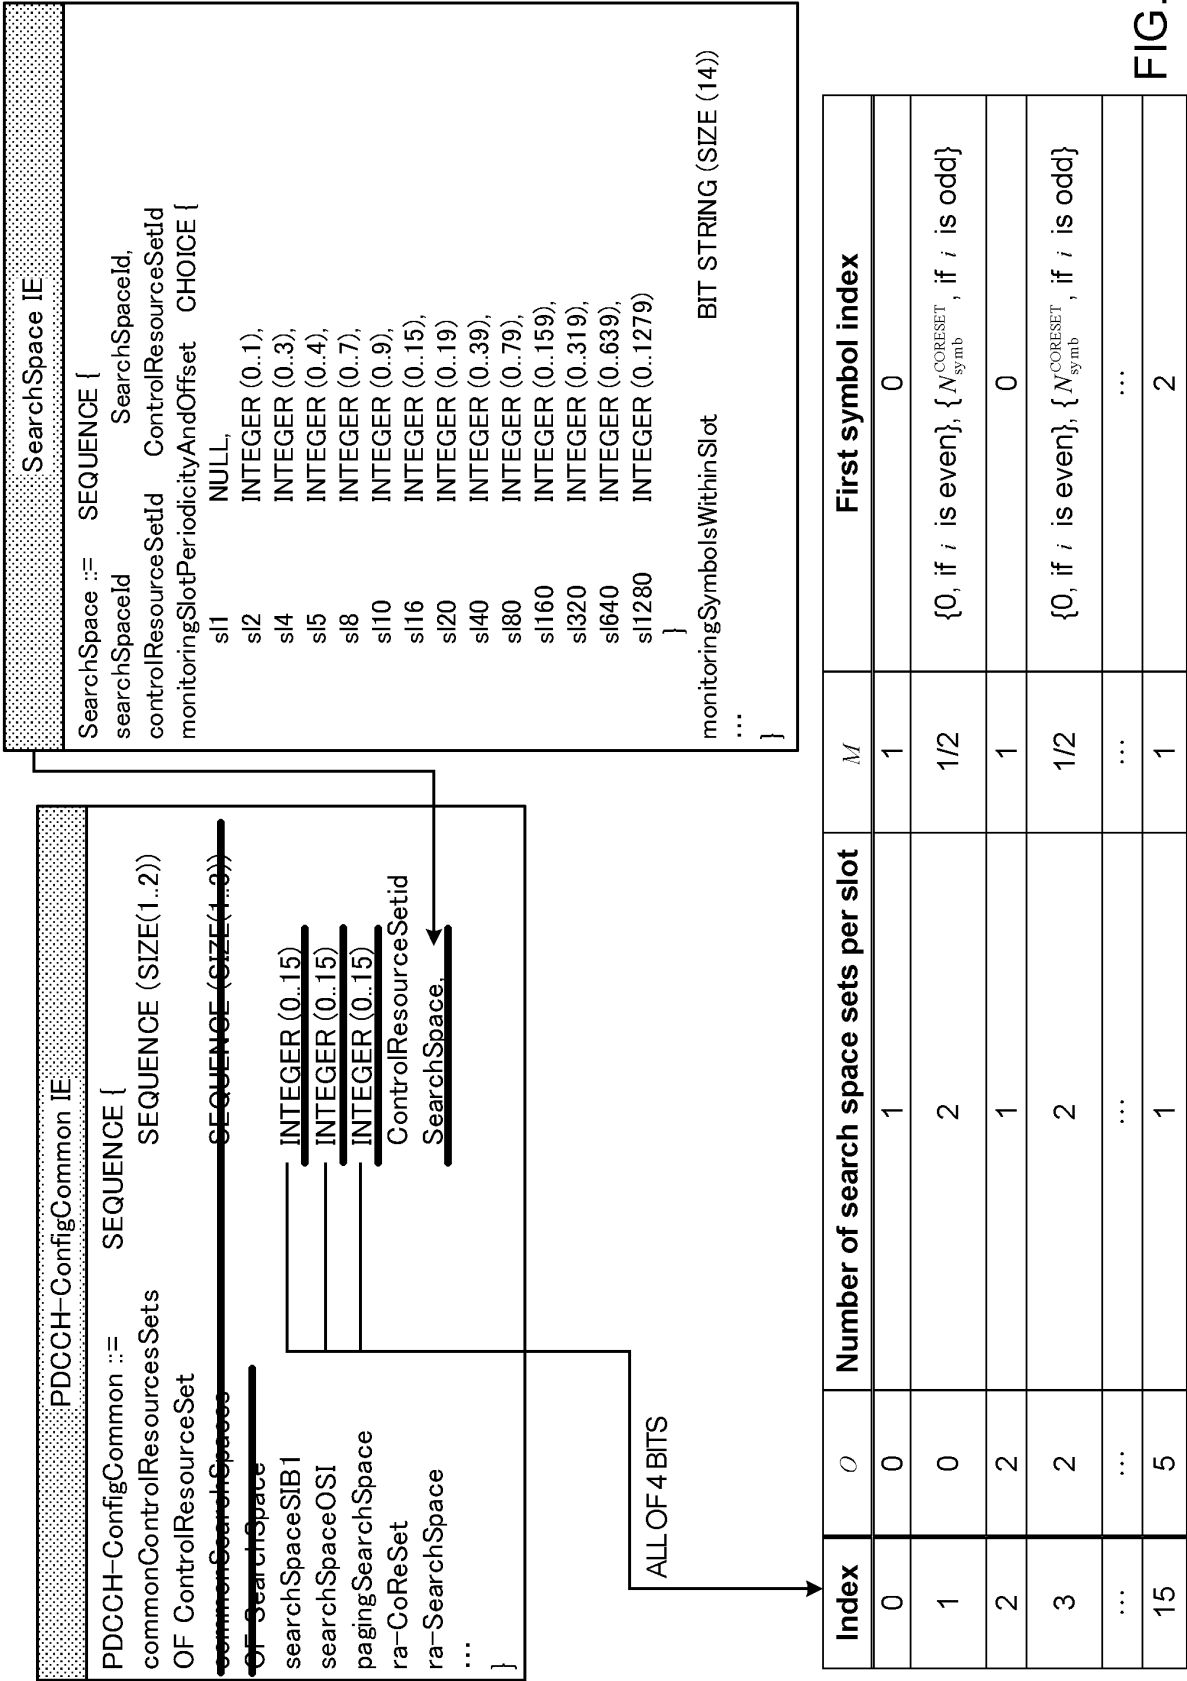 PDCCH-ConfigCommon IE
PDCCH-ConfigCommon ::= SEQUENCE {
commonControlResourcesSets SEQUENCE (SIZE(1..2))
OF ControlResourceSet
commonSearchSpaces SEQUENCE (SIZE(1..3))
OF SearchSpace
searchSpaceSIB1 INTEGER (0..15)
searchSpaceOSI INTEGER (0..15)
pagingSearchSpace INTEGER (0..15)
ra-CoReSet ControlResourceSetid
ra-SearchSpace SearchSpace,
...
}
SearchSpace IE
SearchSpace ::= SEQUENCE {
searchSpaceId SearchSpaceId,
controlResourceSetId ControlResourceSetId
monitoringSlotPeriodicityAndOffset CHOICE {
sl1 NULL,
sl2 INTEGER (0..1),
sl4 INTEGER (0..3),
sl5 INTEGER (0..4),
sl8 INTEGER (0..7),
sl10 INTEGER (0..9),
sl16 INTEGER (0..15),
sl20 INTEGER (0..19)
sl40 INTEGER (0..39),
sl80 INTEGER (0..79),
sl160 INTEGER (0..159),
sl320 INTEGER (0..319),
sl640 INTEGER (0..639),
sl1280 INTEGER (0..1279)
}
monitoringSymbolsWithinSlot BIT STRING (SIZE (14))
...
}
ALL OF 4 BITS
Index O Number of search space sets per slot M First symbol index
0 0 1 1 0
1 0 2 1/2 {0, if i is even}, {N_symb^CORESET, if i is odd}
2 2 1 1 0
3 2 2 1/2 {0, if i is even}, {N_symb^CORESET, if i is odd}
... ... ... ... ...
15 5 1 1 2
FIG.